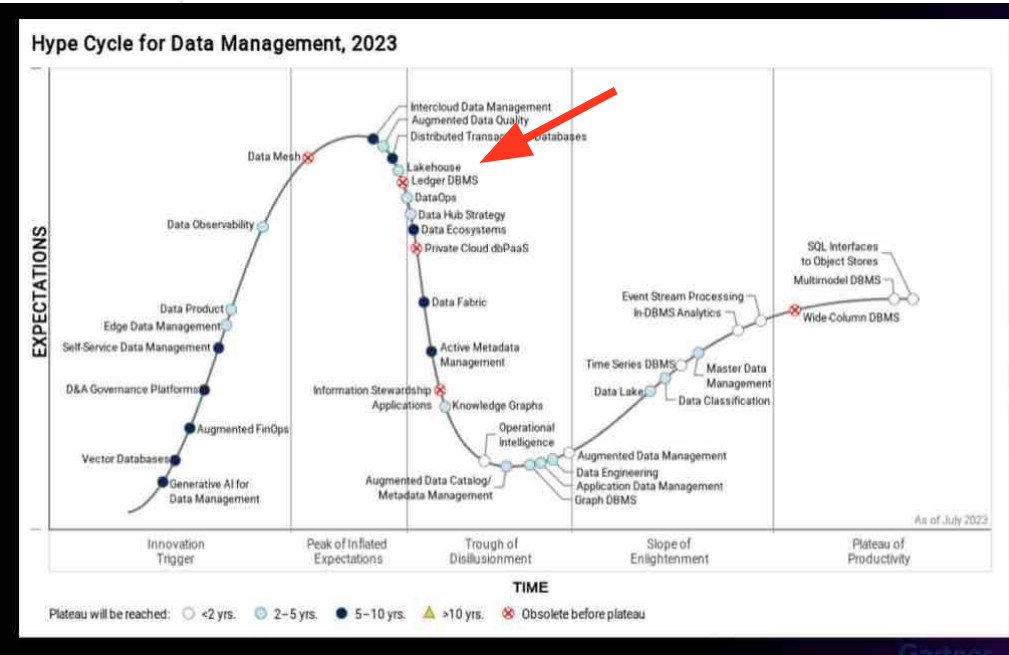 Hype Cycle for Data Management, 2023
Intercloud Data Management
Augmented Data Quality
Distributed Databases
Data Mesh
Lakehouse
Ledger DBMS
DataOps
Data Hub Strategy
Data Observability
Data Ecosystems
Private Cloud dbPaaS
SQL Interfaces
to Object Stores
Multimodel DBMS
Event Stream Processing
In-DBMS Analytics
Wide-Column DBMS
Data Product
Edge Data Management
Self-Service Data Management
D&A Governance Platforms
Augmented FinOps
Vector Databases
Generative AI for
Data Management
Data Fabric
Active Metadata
Management
Information Stewardship
Applications
Knowledge Graphs
Operational
Intelligence
Time Series DBMS
Master Data
Management
Data Lake
Data Classification
Augmented Data Management
Data Engineering
Application Data Management
Graph DBMS
Augmented Data Catalog/
Metadata Management
EXPECTATIONS
As of July 2023
Innovation
Trigger
Peak of Inflated
Expectations
Trough of
Disillusionment
Slope of
Enlightenment
Plateau of
Productivity
TIME
Plateau will be reached: <2 yrs. 2–5 yrs. 5–10 yrs. >10 yrs. Obsolete before plateau
Gartner